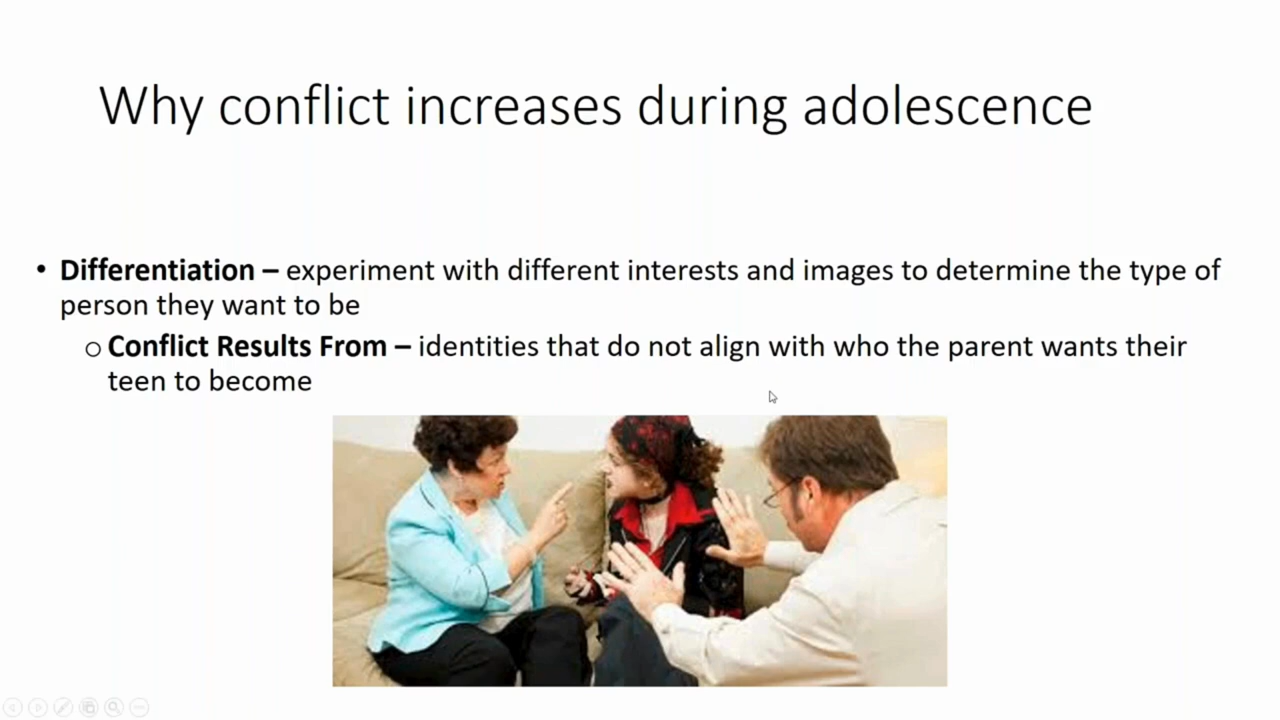 Why conflict increases during adolescence
• Differentiation – experiment with different interests and images to determine the type of
person they want to be
o Conflict Results From – identities that do not align with who the parent wants their
teen to become